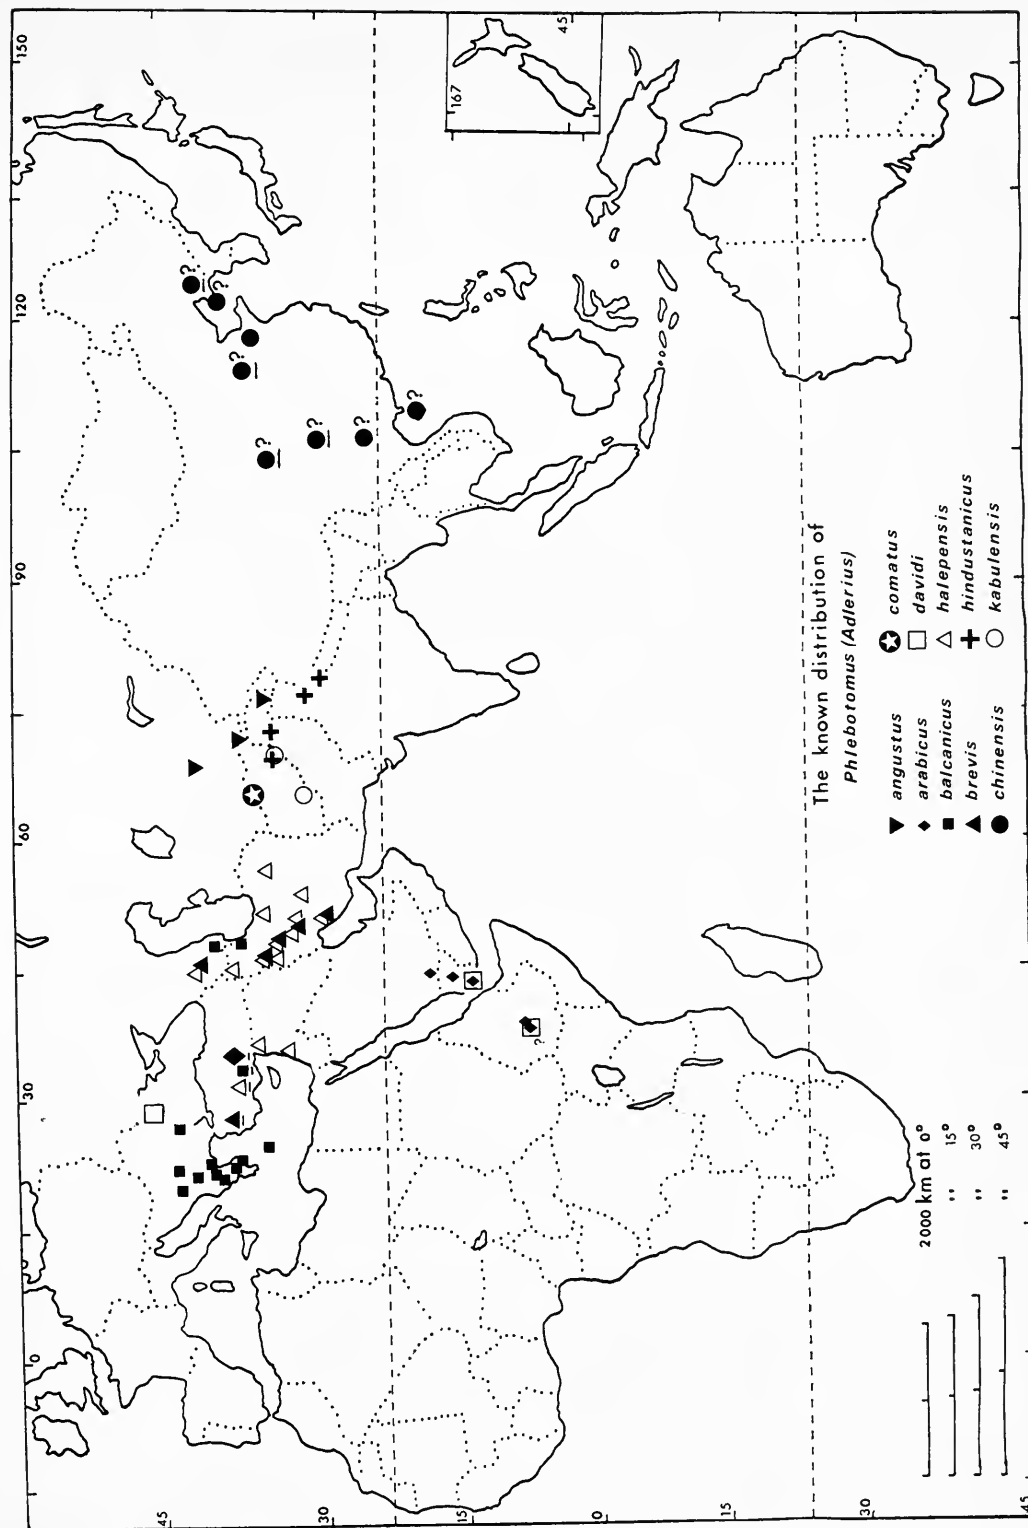 0
30
60
90
120
150
45
30
15
0
15
30
45
167
45
?
?
?
?
?
?
?
?
The known distribution of
Phlebotomus (Adlerius)
angustus
arabicus
balcanicus
brevis
chinensis
comatus
davidi
halepensis
hindustanicus
kabulensis
2000 km at 0°
,, 15°
,, 30°
,, 45°